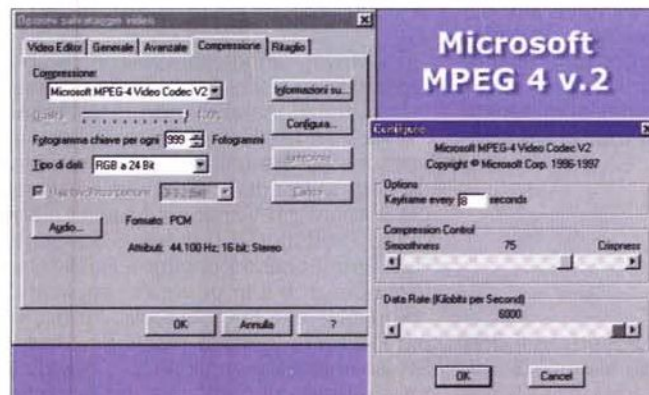 Opzioni salvataggio video
Video Editor Generale Avanzate Compressione Ritaglio
Compressione:
Microsoft MPEG-4 Video Codec V2
Informazioni su...
Qualità
Configura...
Fotogramma chiave per ogni 999 Fotogrammi
Tipo di dati: RGB a 24 Bit
Audio...
Formato: PCM
Attributi: 44.100 Hz; 16 bit; Stereo
OK Annulla ?
Microsoft
MPEG 4 v.2
Configure
Microsoft MPEG-4 Video Codec V2
Copyright © Microsoft Corp. 1996-1997
Options
Keyframe every 8 seconds
Compression Control
Smoothness 75 Crispness
Data Rate (Kilobits per Second)
6000
OK Cancel